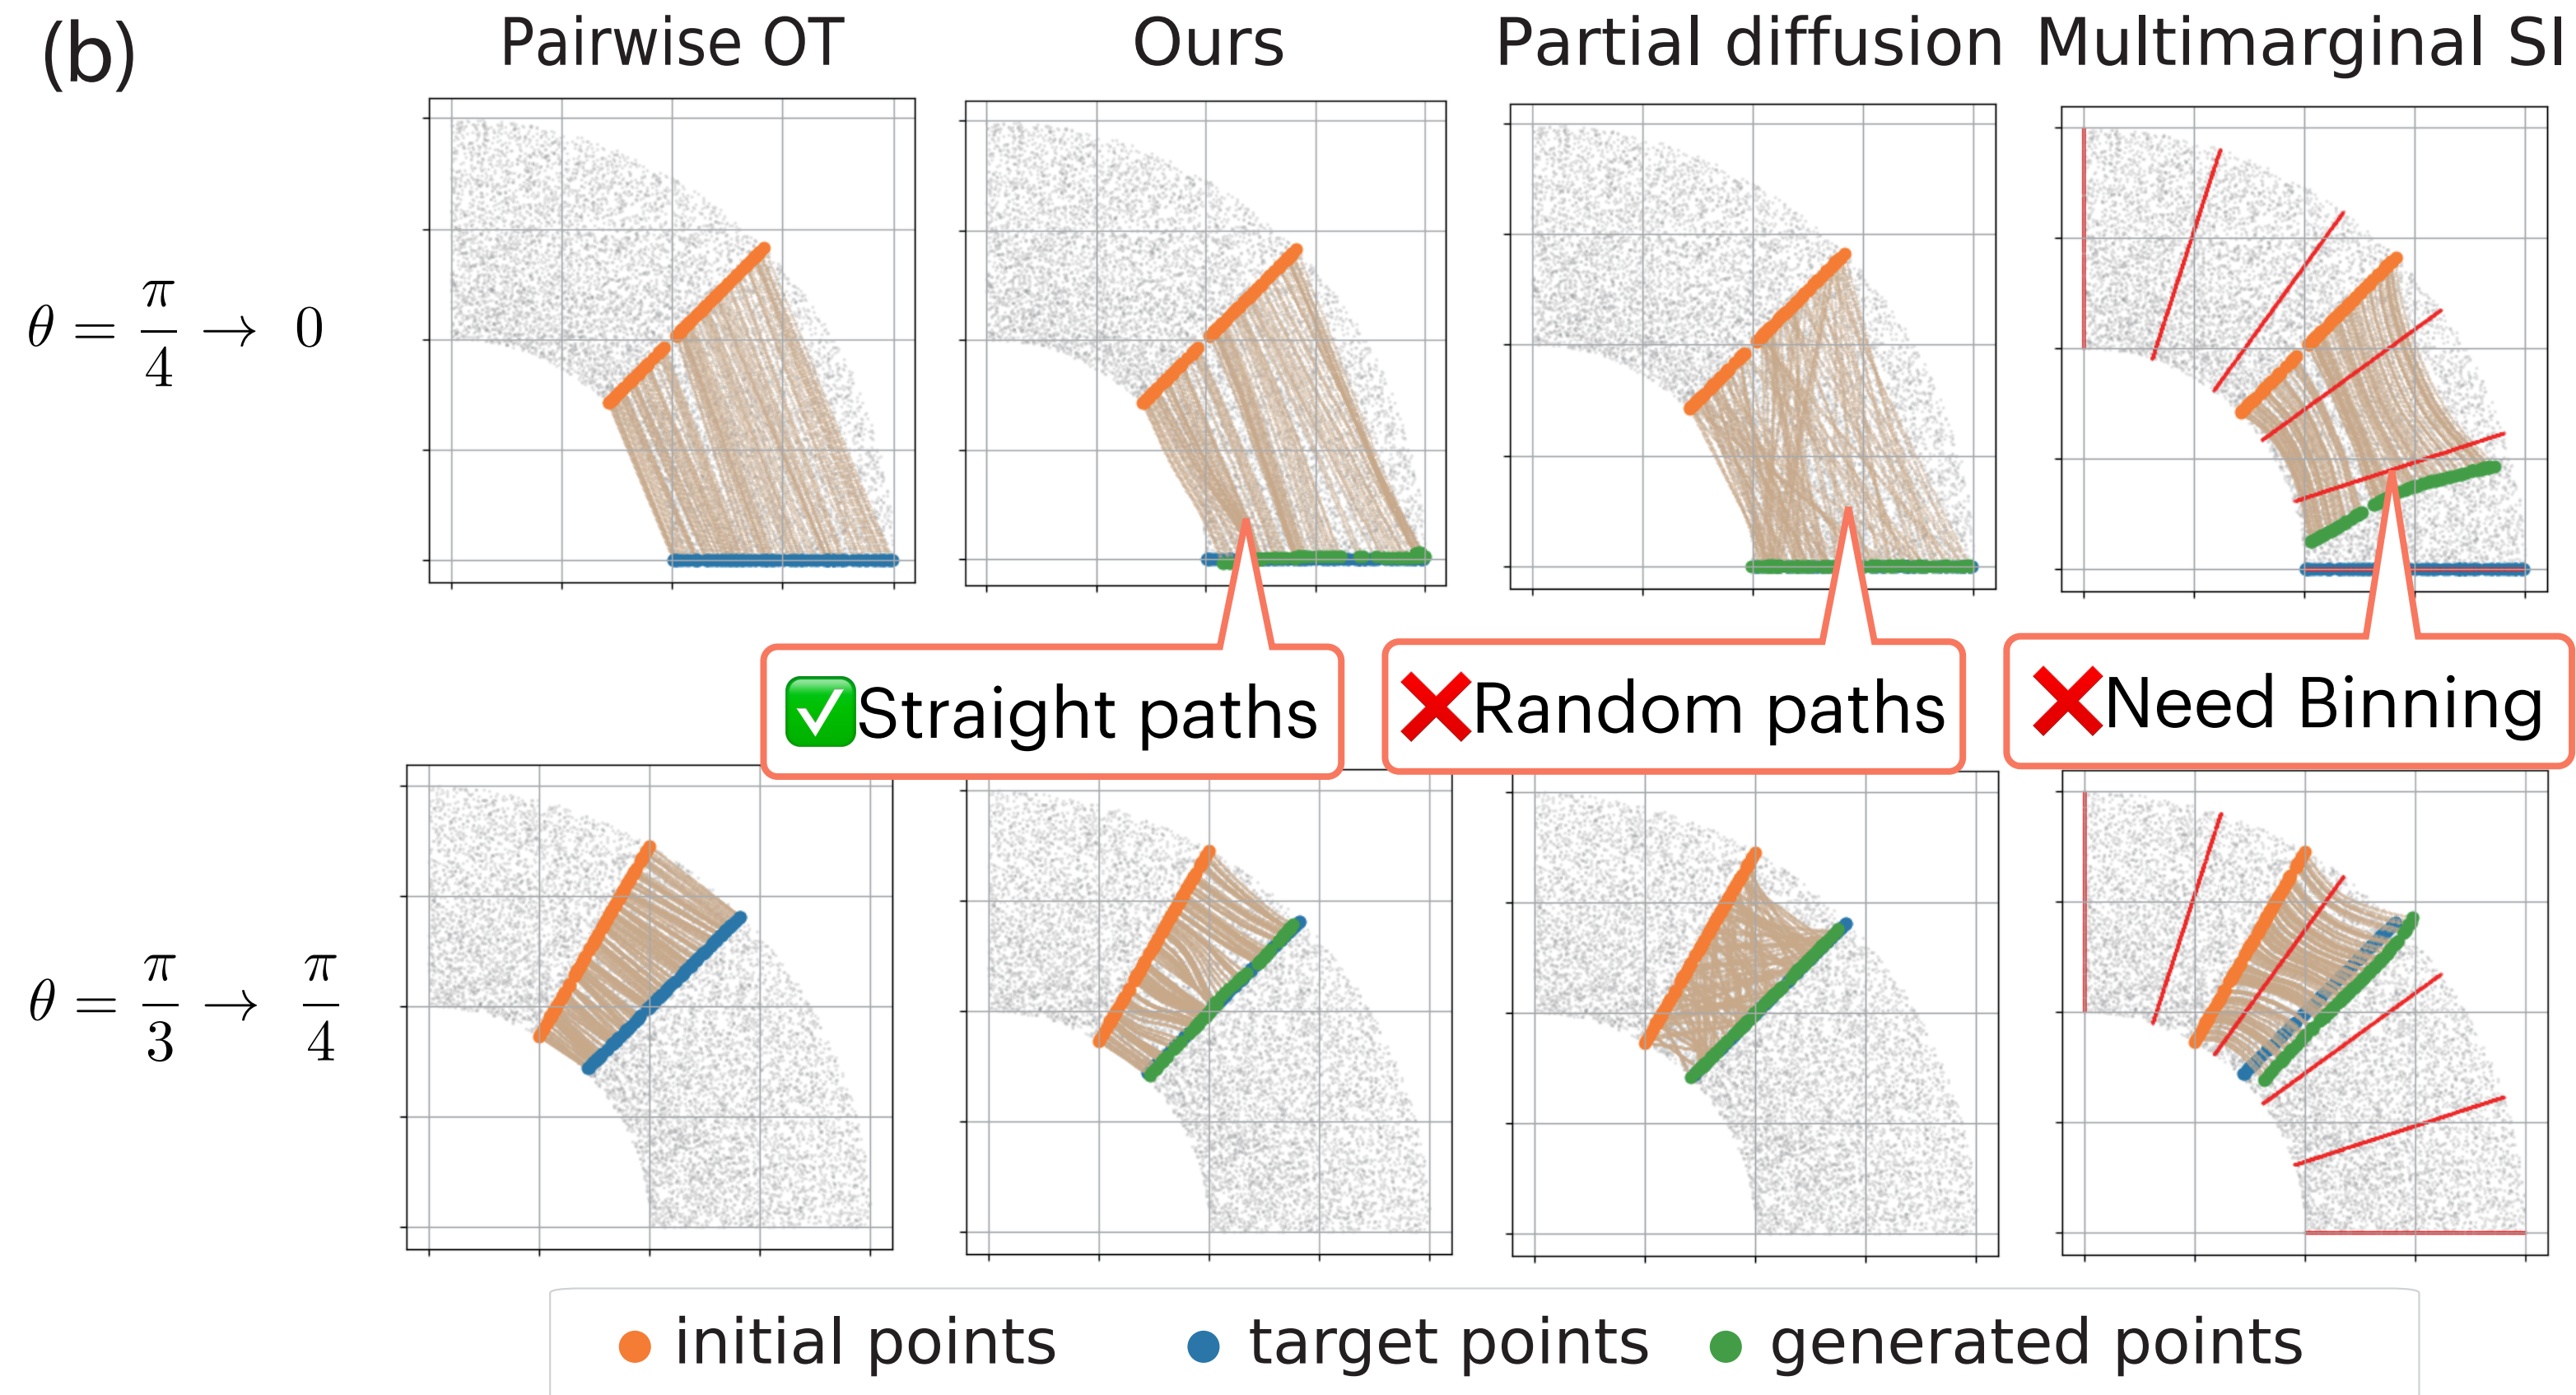 (b)
Pairwise OT
Ours
Partial diffusion
Multimarginal SI
θ = π/4 → 0
✅Straight paths
❌Random paths
❌Need Binning
θ = π/3 → π/4
initial points
target points
generated points